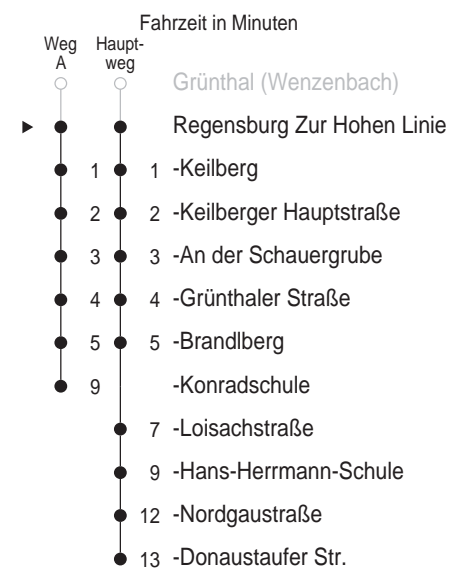 Fahrzeit in Minuten
Weg Haupt-
A weg
Grünthal (Wenzenbach)
Regensburg Zur Hohen Linie
1 1 -Keilberg
2 2 -Keilberger Hauptstraße
3 3 -An der Schauergrube
4 4 -Grünthaler Straße
5 5 -Brandlberg
9 -Konradschule
7 -Loisachstraße
9 -Hans-Herrmann-Schule
12 -Nordgaustraße
13 -Donaustaufer Str.